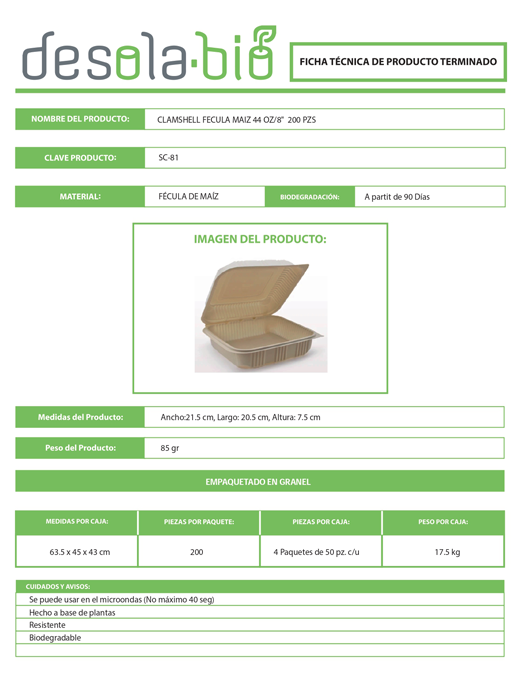 desola·bio
FICHA TÉCNICA DE PRODUCTO TERMINADO
NOMBRE DEL PRODUCTO: CLAMSHELL FECULA MAIZ 44 OZ/8" 200 PZS
CLAVE PRODUCTO: SC-81
MATERIAL: FÉCULA DE MAÍZ BIODEGRADACIÓN: A partir de 90 Días
IMAGEN DEL PRODUCTO:
Medidas del Producto: Ancho:21.5 cm, Largo: 20.5 cm, Altura: 7.5 cm
Peso del Producto: 85 gr
EMPAQUETADO EN GRANEL
MEDIDAS POR CAJA: PIEZAS POR PAQUETE: PIEZAS POR CAJA: PESO POR CAJA:
63.5 x 45 x 43 cm 200 4 Paquetes de 50 pz. c/u 17.5 kg
CUIDADOS Y AVISOS:
Se puede usar en el microondas (No máximo 40 seg)
Hecho a base de plantas
Resistente
Biodegradable